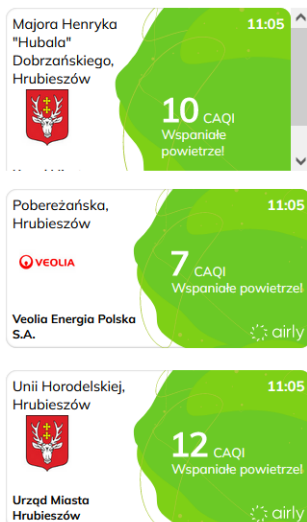 Majora Henryka
"Hubala"
Dobrzańskiego,
Hrubieszów
11:05
10 CAQI
Wspaniałe
powietrze!
Pobereżańska,
Hrubieszów
11:05
VEOLIA
7 CAQI
Wspaniałe powietrze!
Veolia Energia Polska
S.A.
airly
Unii Horodelskiej,
Hrubieszów
11:05
12 CAQI
Wspaniałe powietrze!
Urząd Miasta
Hrubieszów
airly